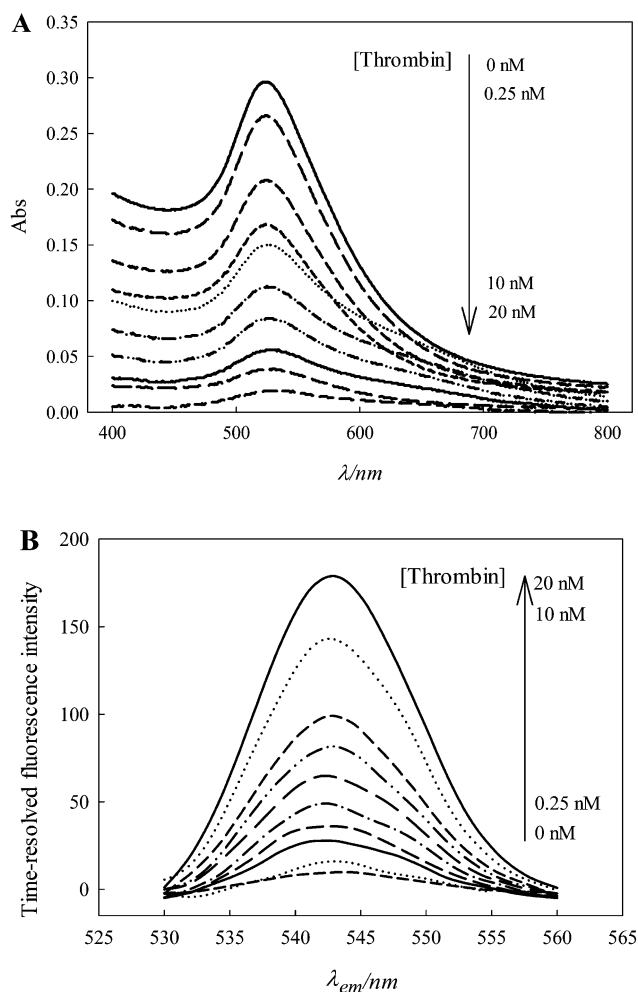 A
0.35
0.30
0.25
0.20
0.15
0.10
0.05
0.00
Abs
[Thrombin]
0 nM
0.25 nM
10 nM
20 nM
400
500
600
700
800
λ/nm
B
200
150
100
50
0
Time-resolved fluorescence intensity
[Thrombin]
20 nM
10 nM
0.25 nM
0 nM
525
530
535
540
545
550
555
560
565
λem/nm